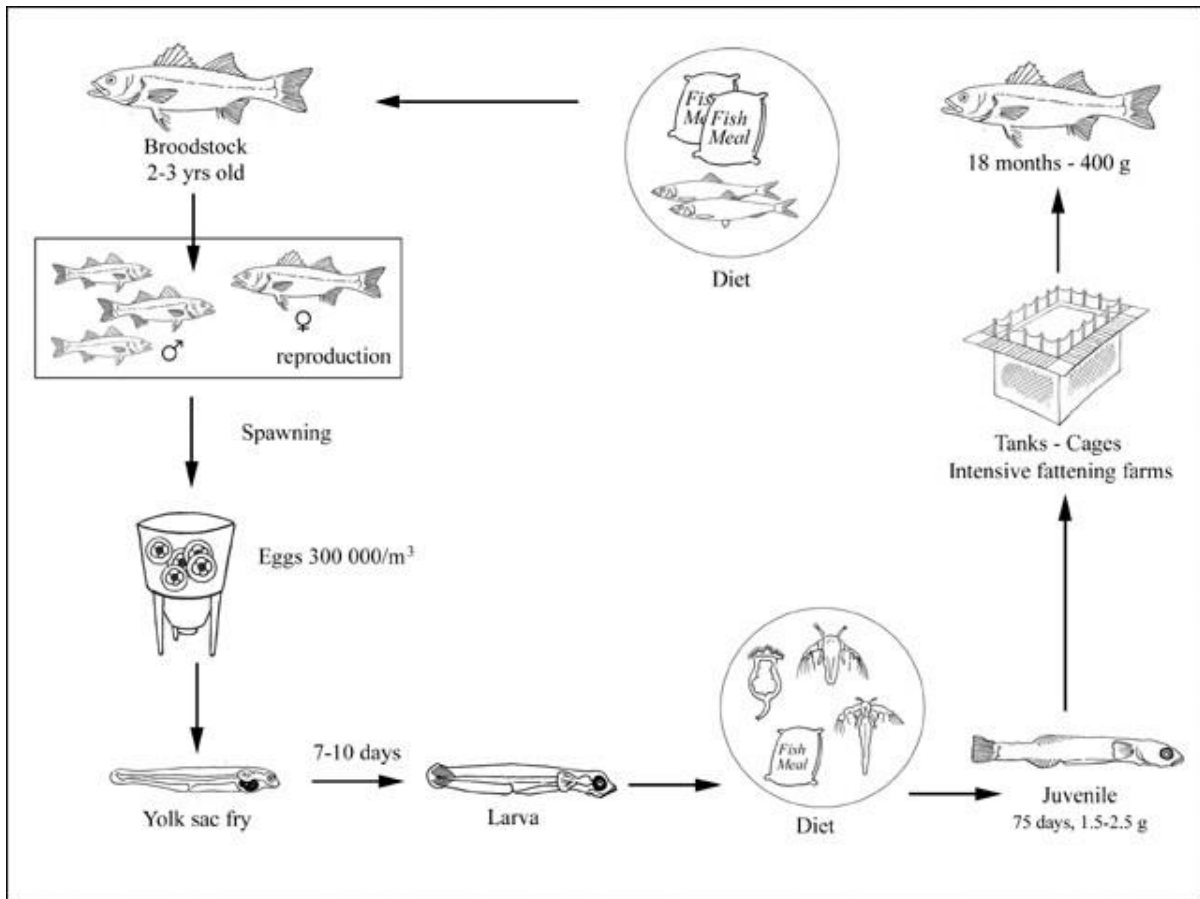 Broodstock
2-3 yrs old
Fish
Meal
Fish
Meal
Diet
18 months - 400 g
♂
♀
reproduction
Spawning
Eggs 300 000/m³
Tanks - Cages
Intensive fattening farms
Yolk sac fry
7-10 days
Larva
Fish
Meal
Diet
Juvenile
75 days, 1.5-2.5 g